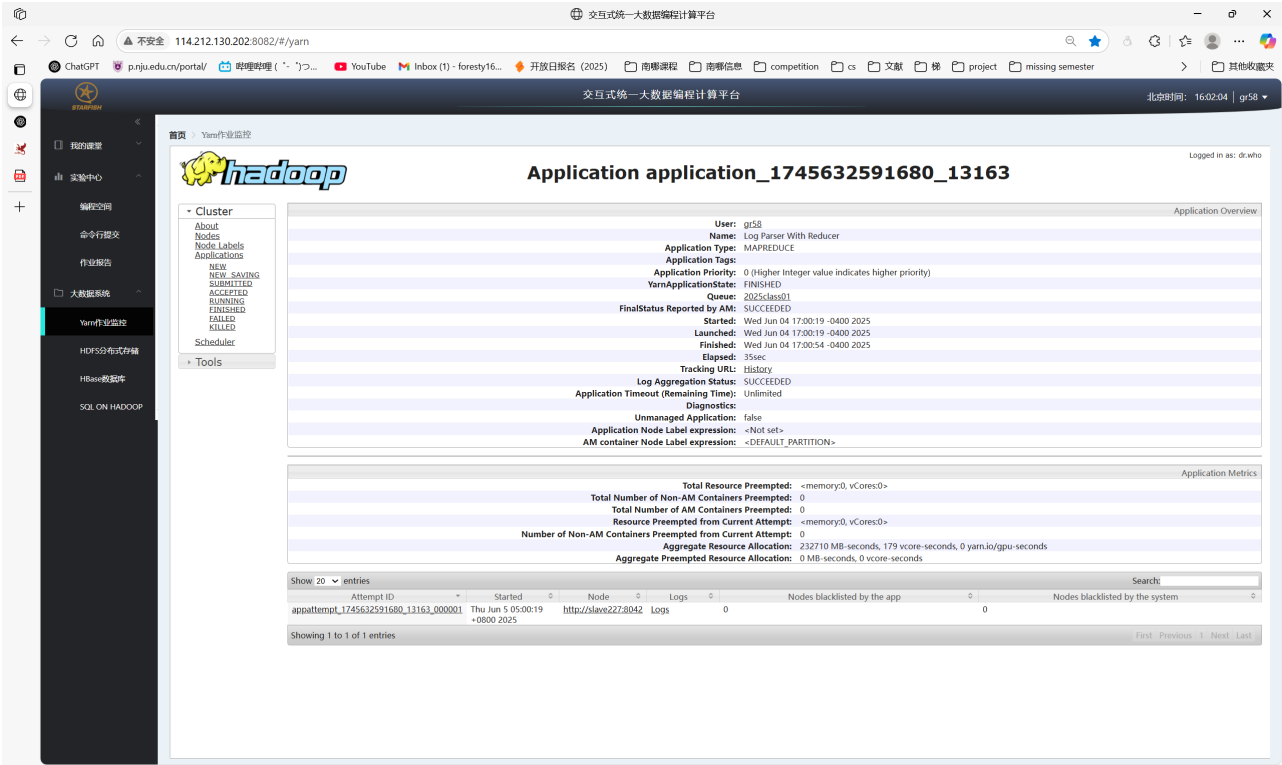 交互式统一大数据编程计算平台
不安全 114.212.130.202:8082/#/yarn
ChatGPT p.nju.edu.cn/portal/ 哔哩哔哩 ( ゜- ゜)つ... YouTube Inbox (1) - foresty16... 开放日报名（2025） 南哪课程 南哪信息 competition cs 文献 梯 project missing semester 其他收藏夹
STARFISH
交互式统一大数据编程计算平台
北京时间： 16:02:04 gr58
我的课堂
实验中心
编程空间
命令行提交
作业报告
大数据系统
Yarn作业监控
HDFS分布式存储
HBase数据库
SQL ON HADOOP
首页 > Yarn作业监控
Logged in as: dr.who
hadoop
Application application_1745632591680_13163
Cluster
About
Nodes
Node Labels
Applications
NEW
NEW_SAVING
SUBMITTED
ACCEPTED
RUNNING
FINISHED
FAILED
KILLED
Scheduler
Tools
Application Overview
User: gr58
Name: Log Parser With Reducer
Application Type: MAPREDUCE
Application Tags:
Application Priority: 0 (Higher Integer value indicates higher priority)
YarnApplicationState: FINISHED
Queue: 2025class01
FinalStatus Reported by AM: SUCCEEDED
Started: Wed Jun 04 17:00:19 -0400 2025
Launched: Wed Jun 04 17:00:19 -0400 2025
Finished: Wed Jun 04 17:00:54 -0400 2025
Elapsed: 35sec
Tracking URL: History
Log Aggregation Status: SUCCEEDED
Application Timeout (Remaining Time): Unlimited
Diagnostics:
Unmanaged Application: false
Application Node Label expression: <Not set>
AM container Node Label expression: <DEFAULT_PARTITION>
Application Metrics
Total Resource Preempted: <memory:0, vCores:0>
Total Number of Non-AM Containers Preempted: 0
Total Number of AM Containers Preempted: 0
Resource Preempted from Current Attempt: <memory:0, vCores:0>
Number of Non-AM Containers Preempted from Current Attempt: 0
Aggregate Resource Allocation: 232710 MB-seconds, 179 vcore-seconds, 0 yarn.io/gpu-seconds
Aggregate Preempted Resource Allocation: 0 MB-seconds, 0 vcore-seconds
Show 20 entries Search:
Attempt ID Started Node Logs Nodes blacklisted by the app Nodes blacklisted by the system
appattempt_1745632591680_13163_000001 Thu Jun 5 05:00:19 http://slave227:8042 Logs 0 0
+0800 2025
Showing 1 to 1 of 1 entries First Previous 1 Next Last